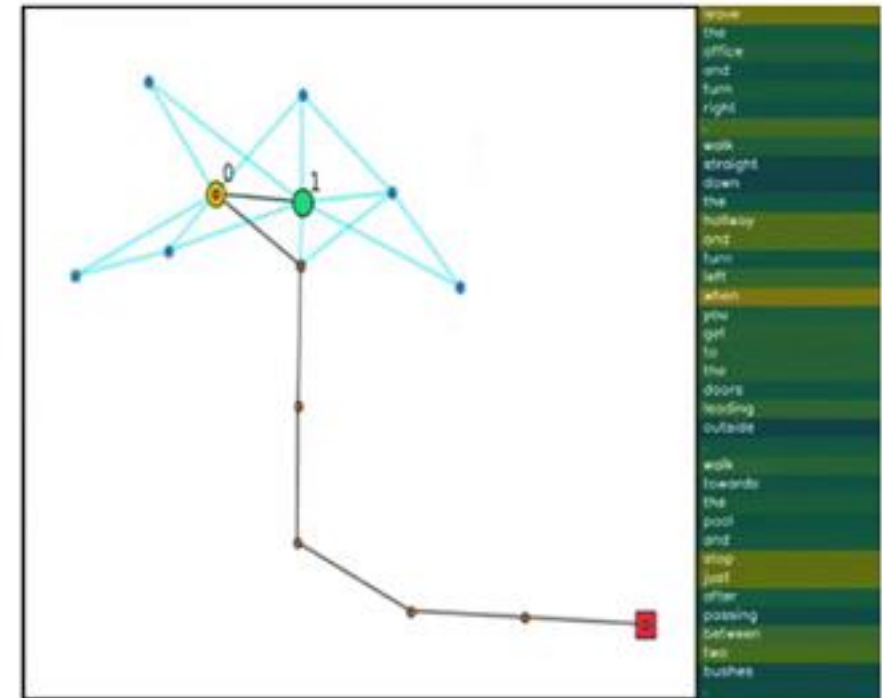 0
1
leave
the
office
and
turn
right
.
walk
straight
down
the
hallway
and
turn
left
when
you
get
to
the
doors
leading
outside
walk
towards
the
pool
and
stop
just
after
passing
between
two
bushes